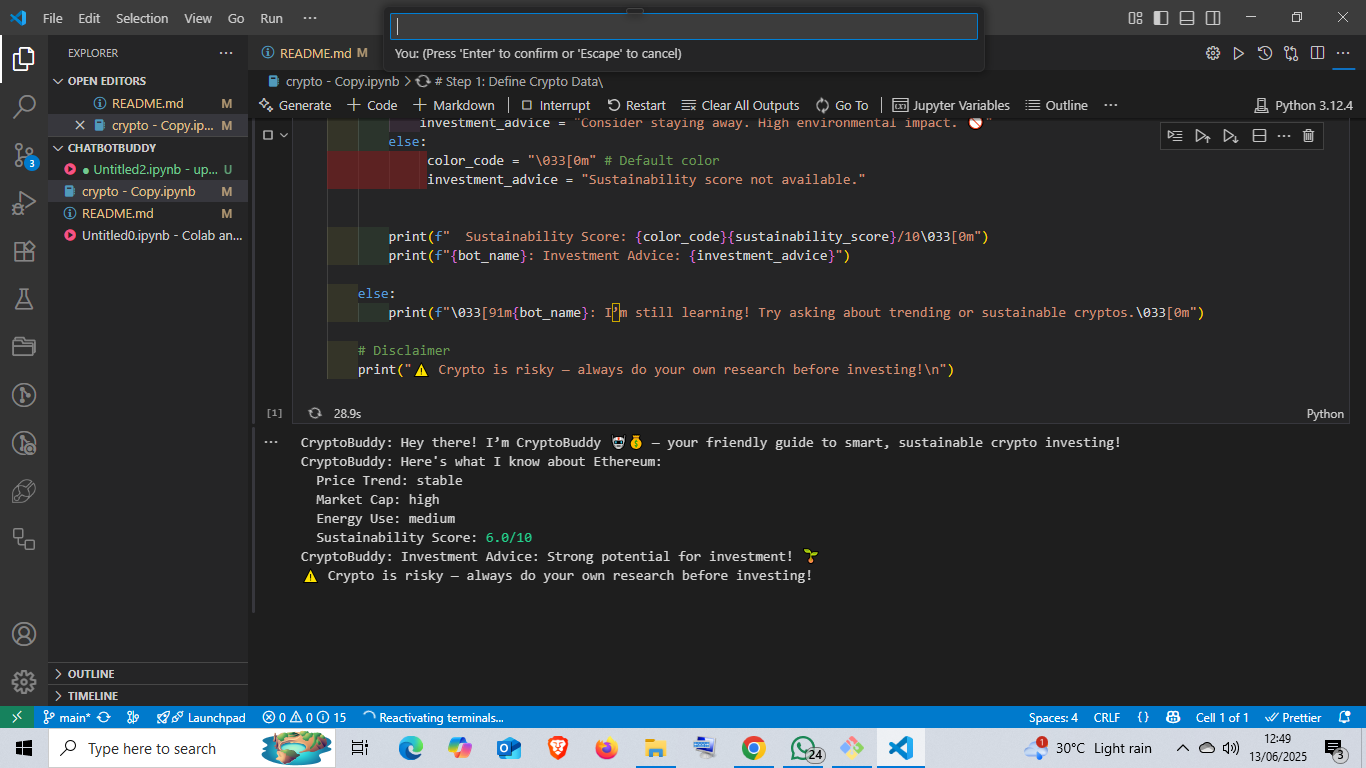 File Edit Selection View Go Run ···
You: (Press 'Enter' to confirm or 'Escape' to cancel)
EXPLORER ···
OPEN EDITORS
README.md M
crypto - Copy.ip... M
CHATBOTBUDDY
Untitled2.ipynb - up... U
crypto - Copy.ipynb M
README.md M
Untitled0.ipynb - Colab an...
OUTLINE
TIMELINE
3
README.md M
crypto - Copy.ipynb > # Step 1: Define Crypto Data\
Generate + Code + Markdown Interrupt Restart Clear All Outputs Go To Jupyter Variables Outline ··· Python 3.12.4
investment_advice = "Consider staying away. High environmental impact. 🚫"
else:
color_code = "\033[0m" # Default color
investment_advice = "Sustainability score not available."
print(f"  Sustainability Score: {color_code}{sustainability_score}/10\033[0m")
print(f"{bot_name}: Investment Advice: {investment_advice}")
else:
print(f"\033[91m{bot_name}: I’m still learning! Try asking about trending or sustainable cryptos.\033[0m")
# Disclaimer
print("⚠️ Crypto is risky — always do your own research before investing!\n")
[1] 28.9s Python
CryptoBuddy: Hey there! I’m CryptoBuddy 🤖💰 — your friendly guide to smart, sustainable crypto investing!
CryptoBuddy: Here's what I know about Ethereum:
Price Trend: stable
Market Cap: high
Energy Use: medium
Sustainability Score: 6.0/10
CryptoBuddy: Investment Advice: Strong potential for investment! 🌱
⚠️ Crypto is risky — always do your own research before investing!
main* Launchpad 0 0 15 Reactivating terminals... Spaces: 4 CRLF {} Cell 1 of 1 Prettier
Type here to search 24 1 30°C Light rain 12:49
13/06/2025 3